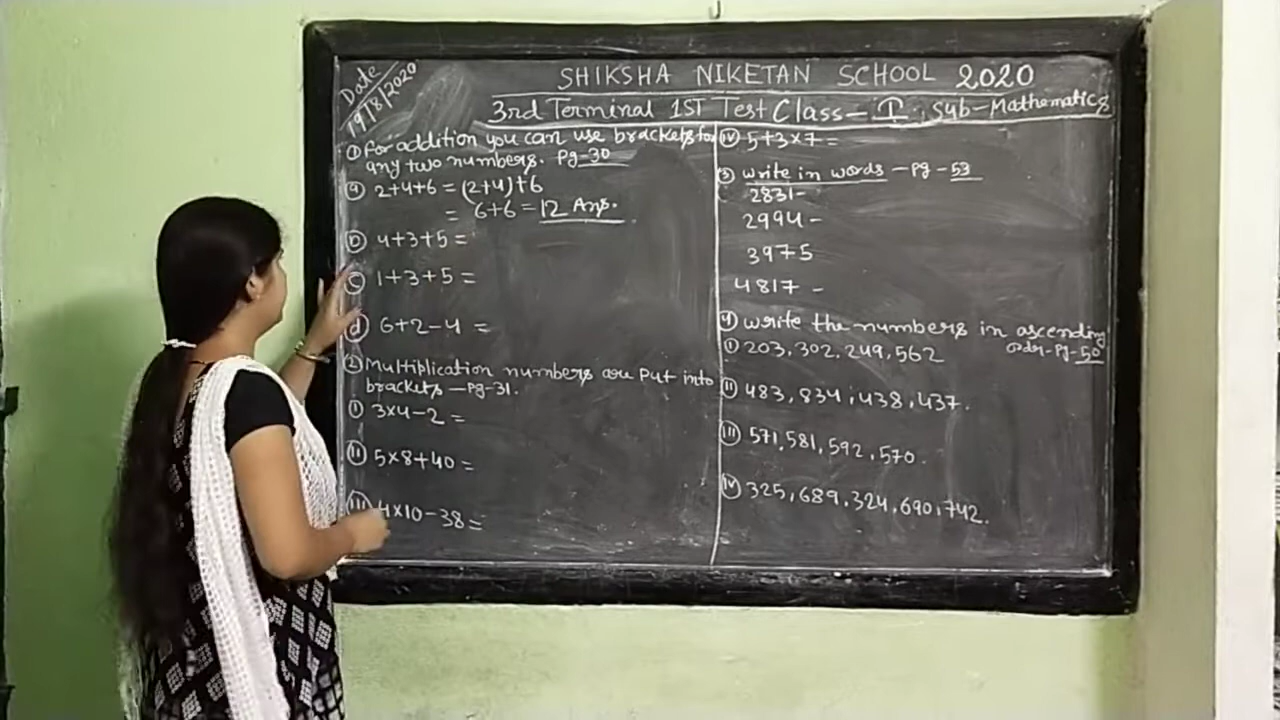 Date
19/8/2020
SHIKSHA NIKETAN SCHOOL 2020
3rd Terminal 1ST Test Class - I, Sub - Mathematics
① For addition you can use brackets for
any two numbers. Pg - 30
a) 2+4+6 = (2+4)+6
= 6+6 = 12 Ans.
b) 4+3+5 =
c) 1+3+5 =
d) 6+2-4 =
② Multiplication numbers are put into
brackets - Pg-31.
i) 3×4-2 =
ii) 5×8+40 =
iii) 4×10-38 =
iv) 5+3×7 =
③ Write in words - Pg - 53
2831 -
2994 -
3975
4817 -
4) write the numbers in ascending
order-Pg-50
i) 203, 302, 249, 562
ii) 483, 834, 438, 437.
iii) 571, 581, 592, 570.
iv) 325, 689, 324, 690, 742.